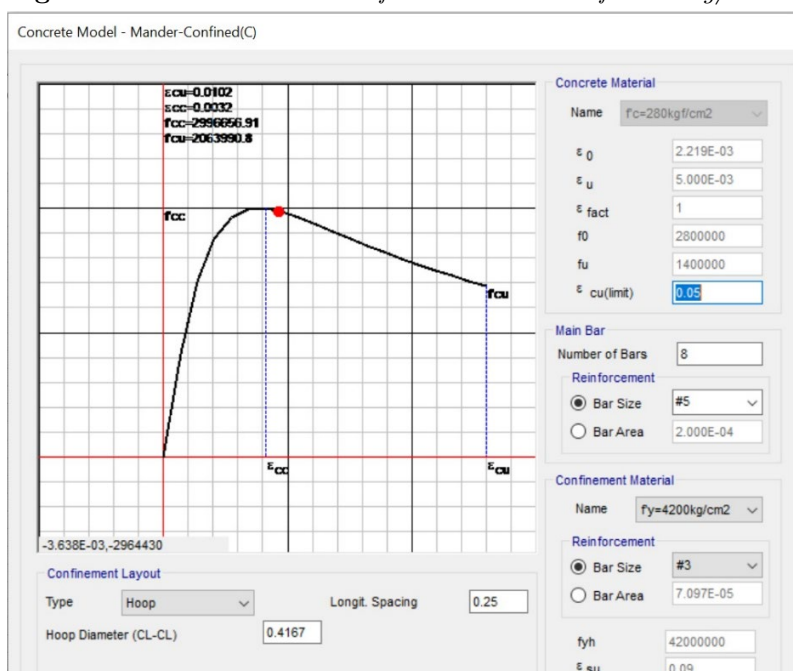 Concrete Model - Mander-Confined(C)
εcu=0.0102
εcc=0.0032
fcc=2996656.91
fcu=2063990.8
fcc
fcu
εcc
εcu
-3.638E-03,-2964430
Confinement Layout
Type Hoop Longit. Spacing 0.25
Hoop Diameter (CL-CL) 0.4167
Concrete Material
Name f'c=280kgf/cm2
ε 0 2.219E-03
ε u 5.000E-03
ε fact 1
f0 2800000
fu 1400000
ε cu(limit) 0.05
Main Bar
Number of Bars 8
Reinforcement
Bar Size #5
Bar Area 2.000E-04
Confinement Material
Name f'y=4200kg/cm2
Reinforcement
Bar Size #3
Bar Area 7.097E-05
fyh 42000000
ε su 0.09